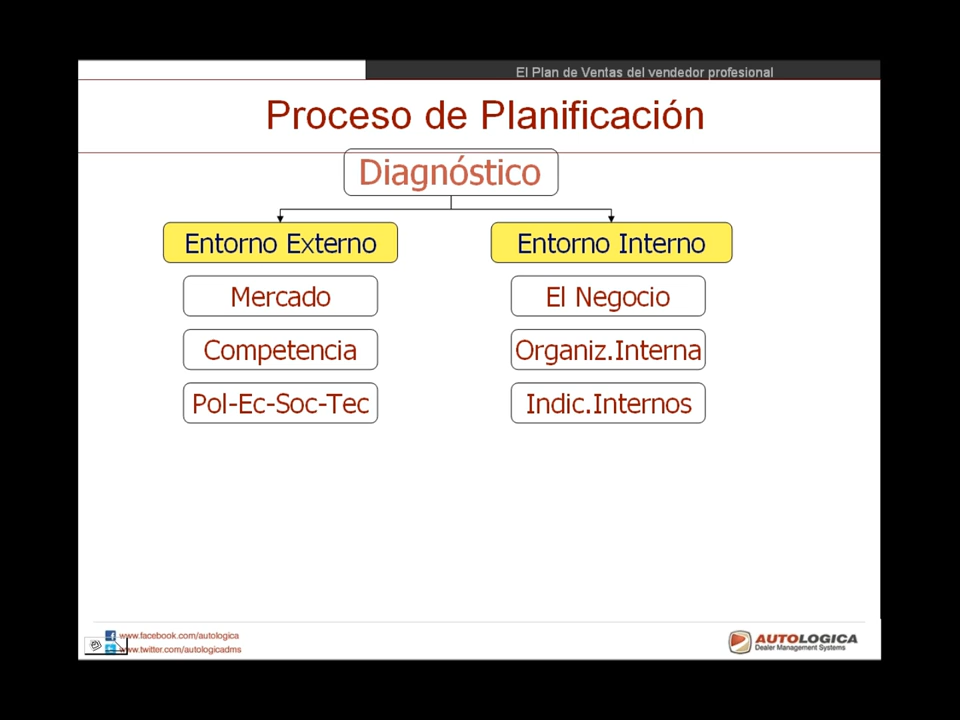 El Plan de Ventas del vendedor profesional
Proceso de Planificación
Diagnóstico
Entorno Externo
Entorno Interno
Mercado
El Negocio
Competencia
Organiz.Interna
Pol-Ec-Soc-Tec
Indic.Internos
www.facebook.com/autologica
www.twitter.com/autologicadms
AUTOLOGICA
Dealer Management Systems